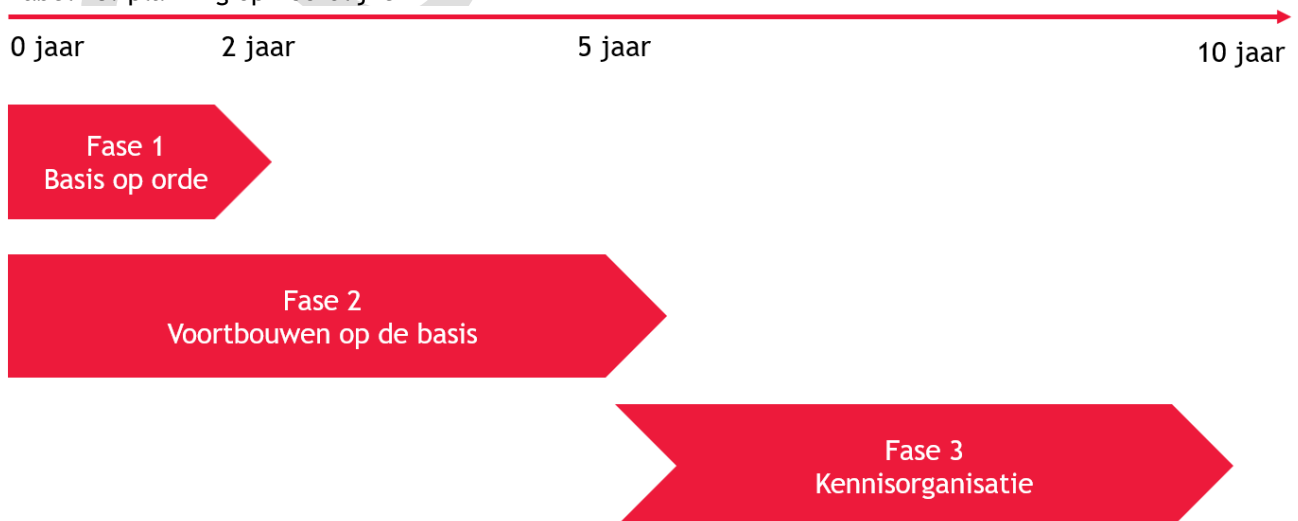 0 jaar
2 jaar
5 jaar
10 jaar
Fase 1
Basis op orde
Fase 2
Voortbouwen op de basis
Fase 3
Kennisorganisatie